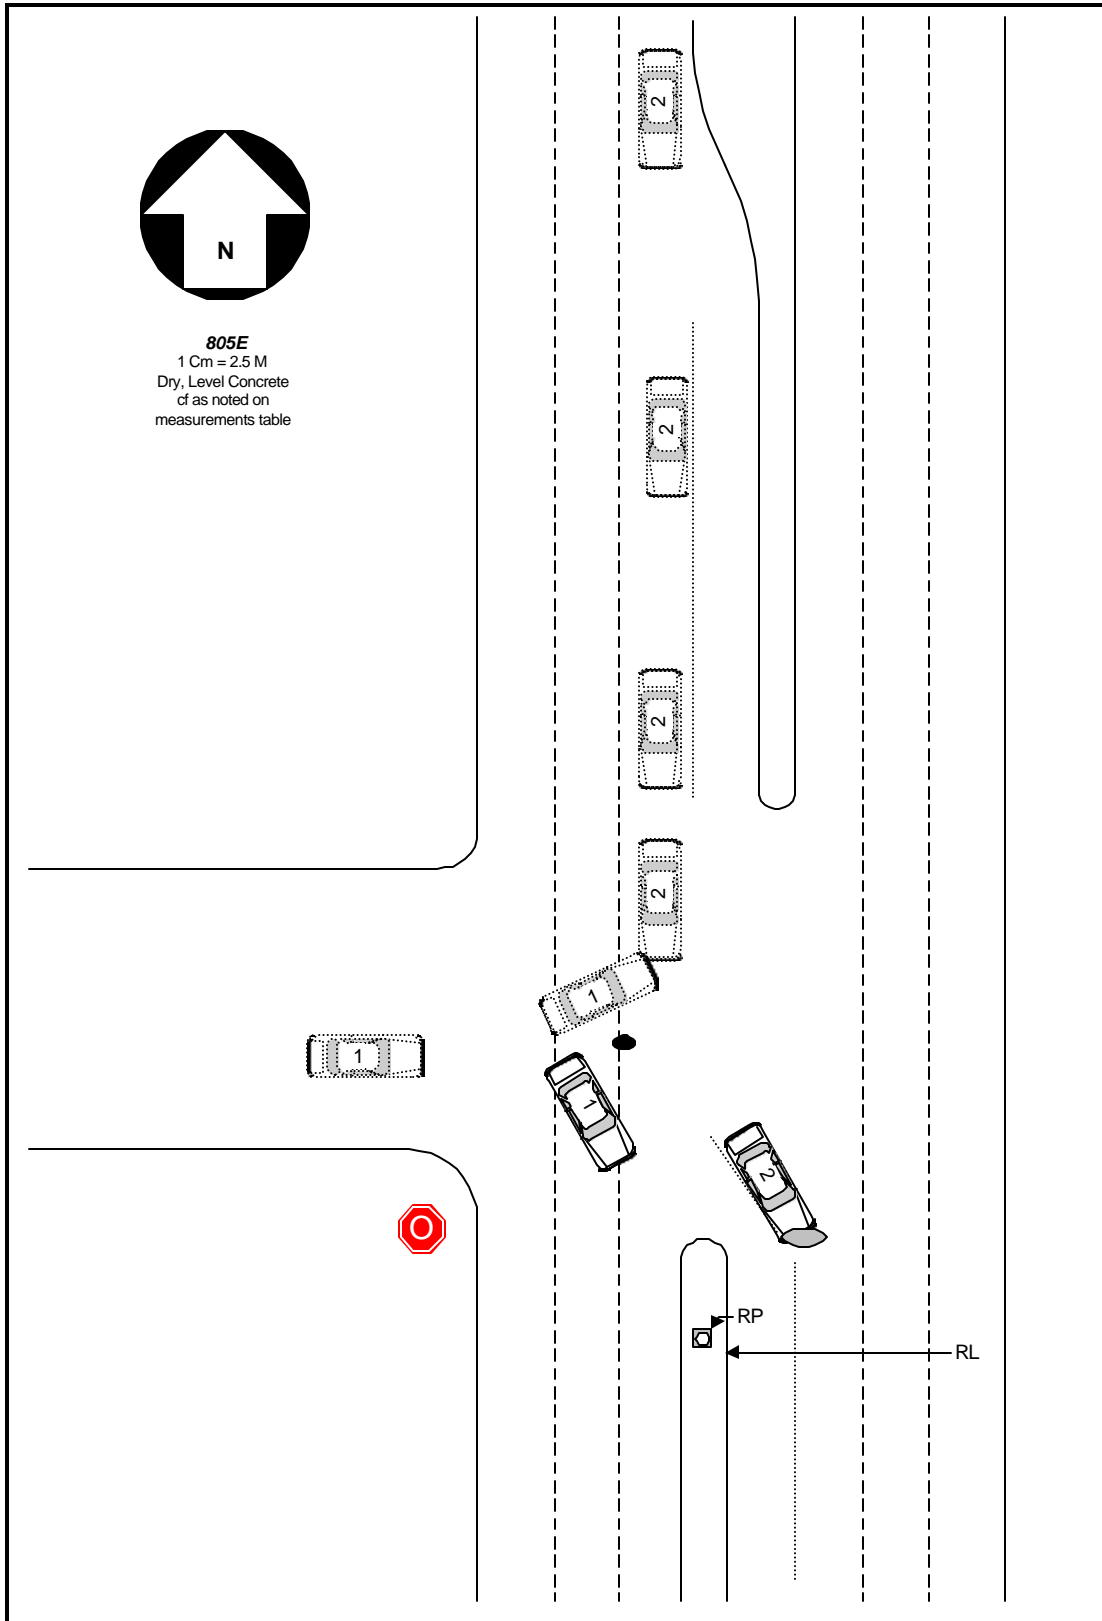 2
N
805E
1 Cm = 2.5 M
Dry, Level Concrete
cf as noted on
measurements table
2
2
2
1
1
1
2
O
RP
RL